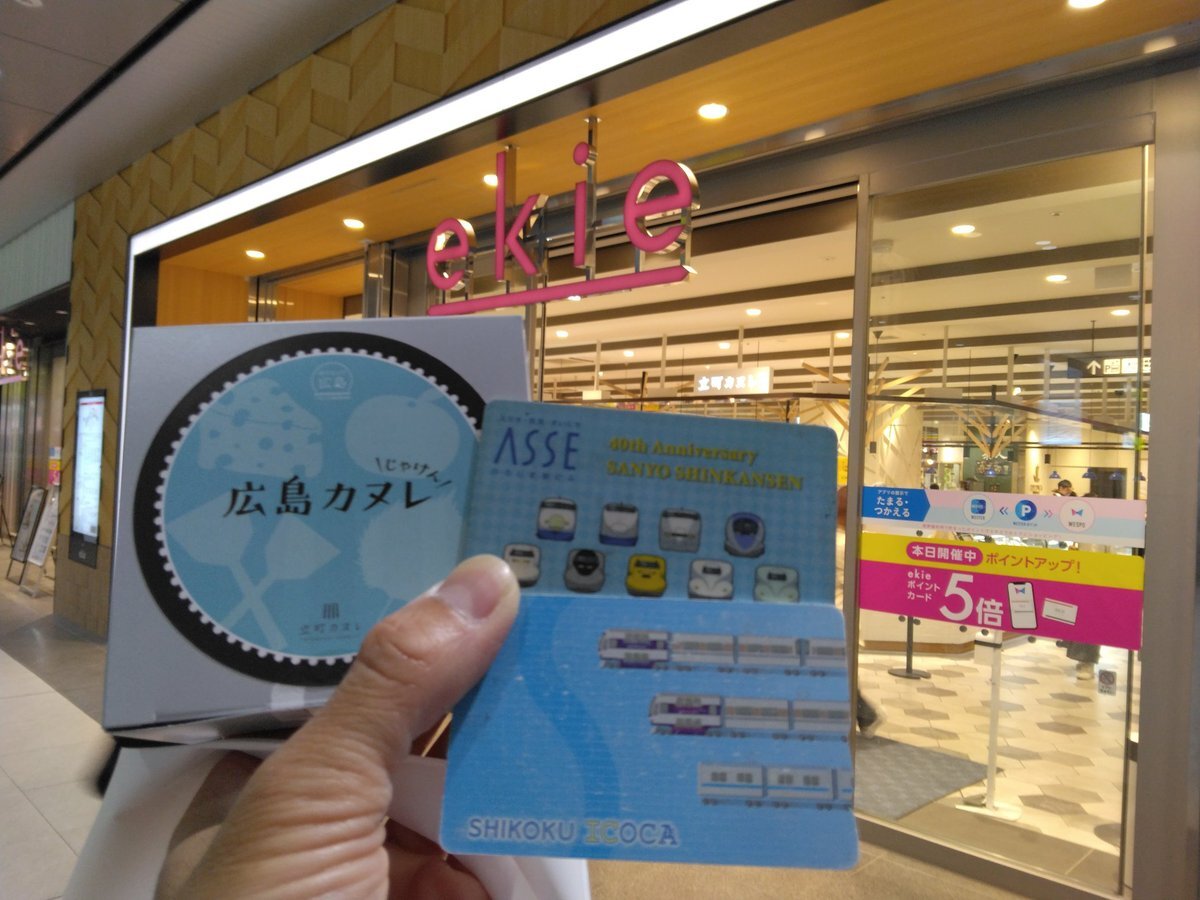 ekie
立町カヌレ
広島
じゃけん
広島カヌレ
立町カヌレ
ASSE
40th Anniversary
SANYO SHINKANSEN
SHIKOKU ICOCA
アプリの提示で
たまる・
つかえる
WESTER
P
WESPO
本日開催中 ポイントアップ!
ekie
ポイント
カード
5倍